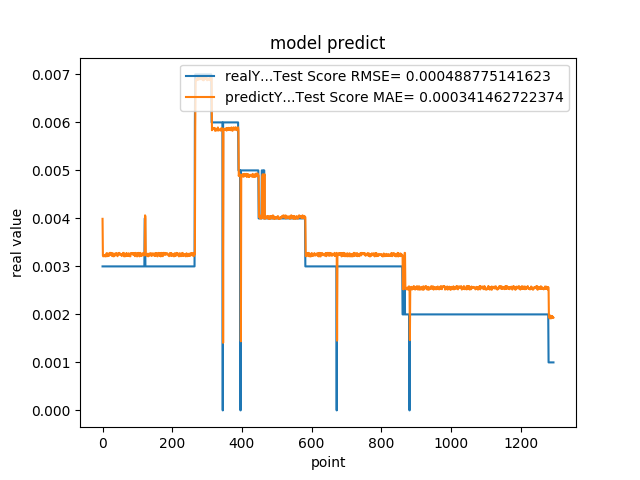 model predict
realY...Test Score RMSE= 0.000488775141623
predictY...Test Score MAE= 0.000341462722374
real value
0.007
0.006
0.005
0.004
0.003
0.002
0.001
0.000
0 200 400 600 800 1000 1200
point